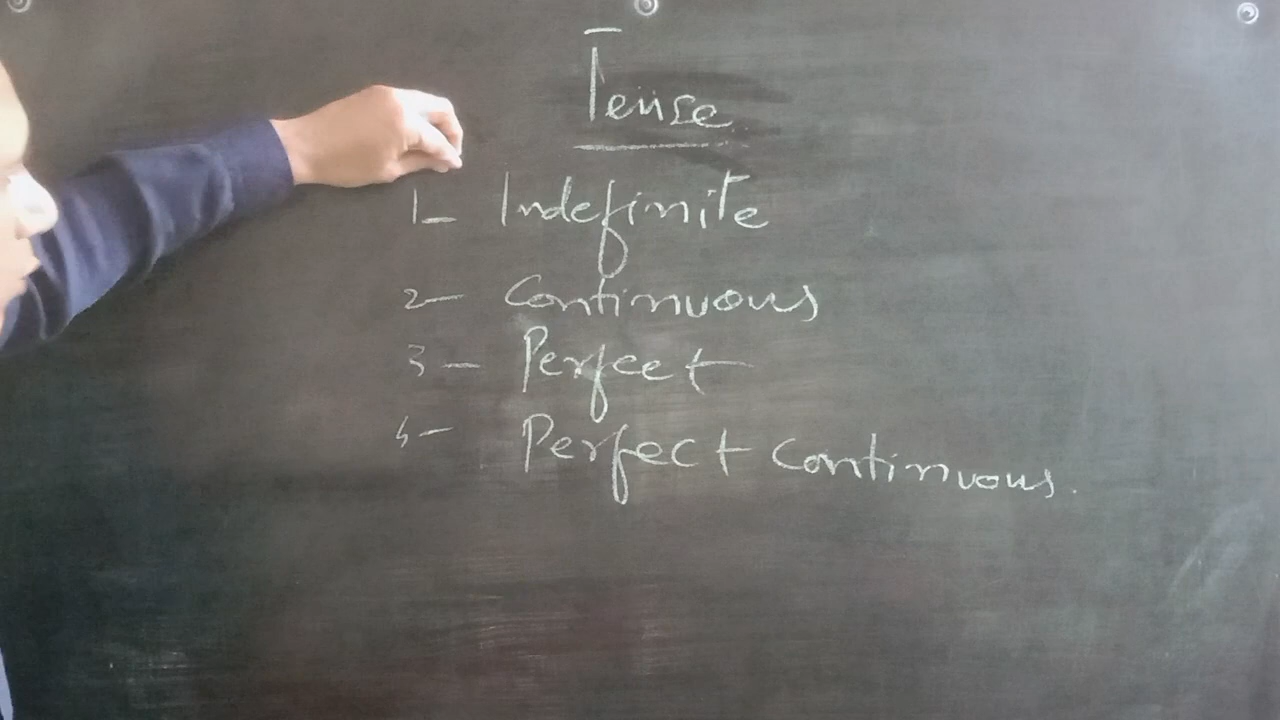 Tense
1- Indefinite
2- Continuous
3- Perfect
4- Perfect Continuous.